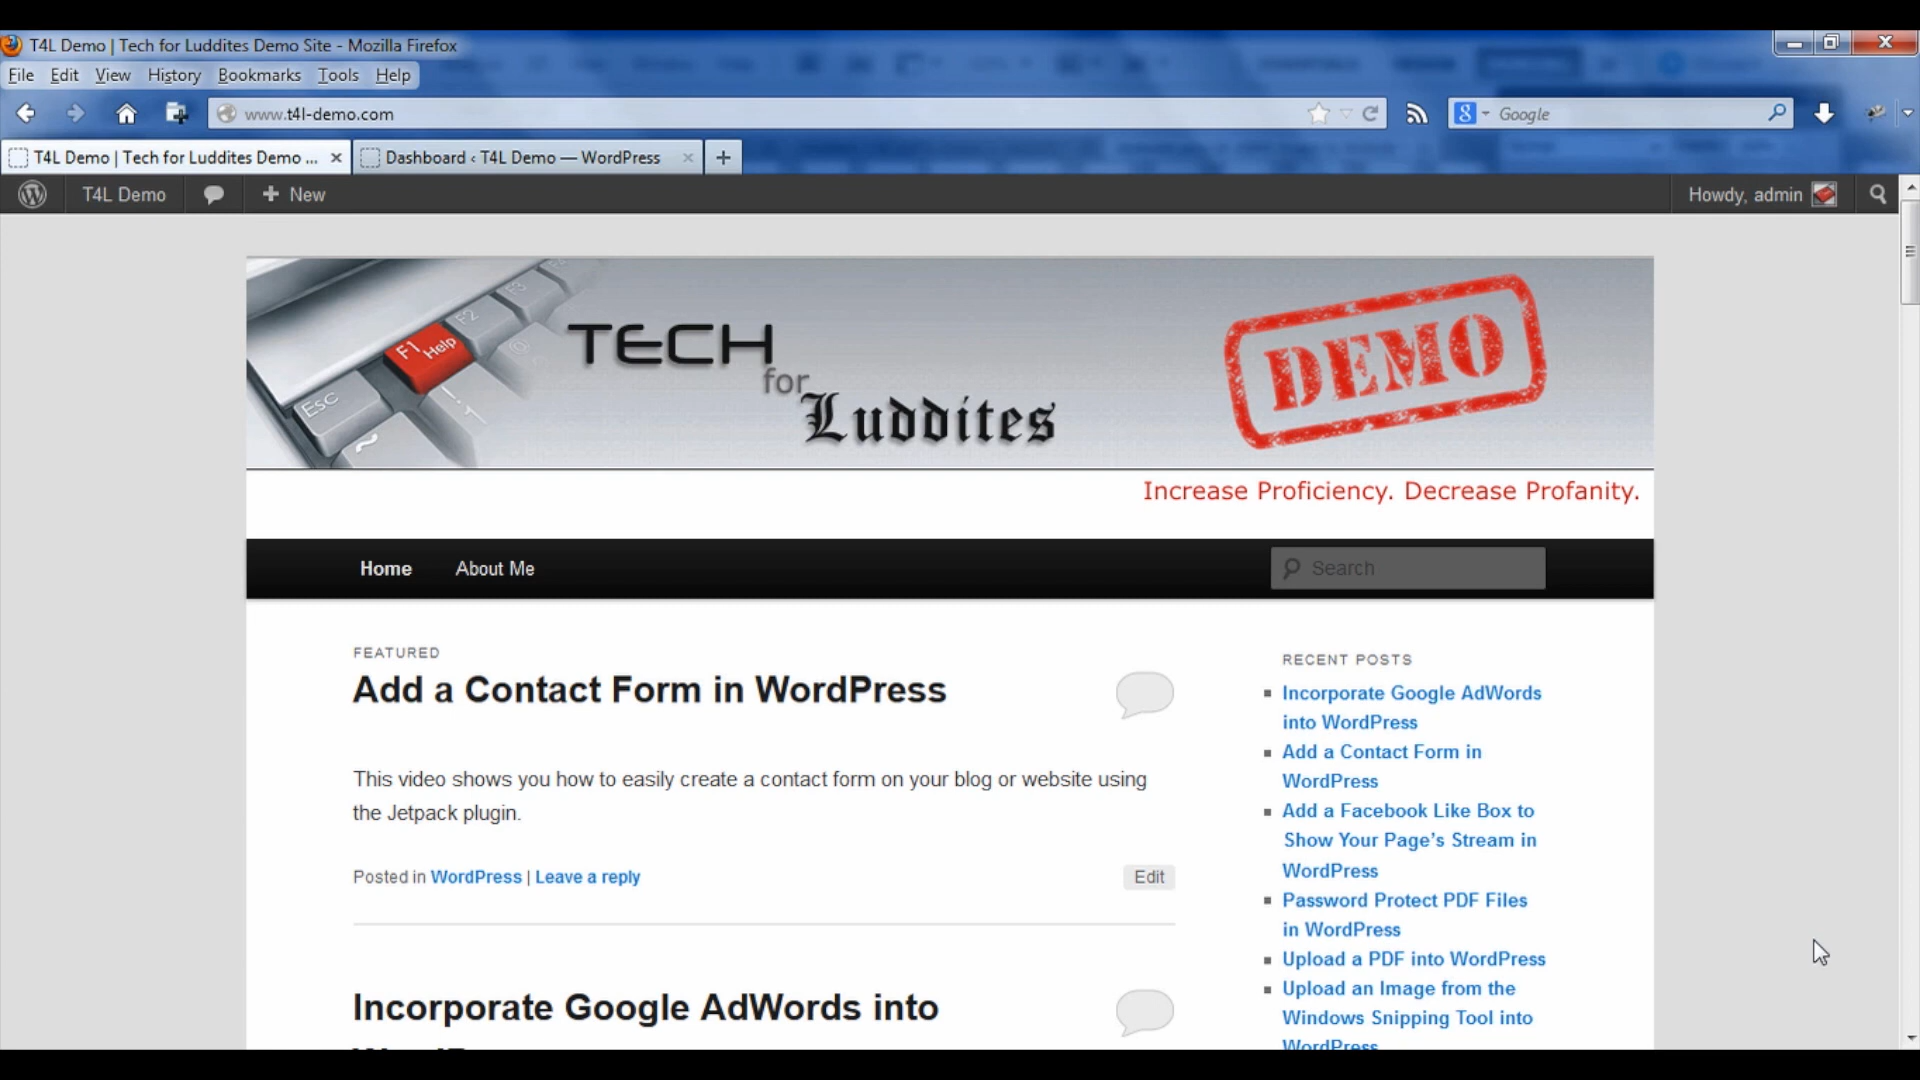 T4L Demo | Tech for Luddites Demo Site - Mozilla Firefox
File Edit View History Bookmarks Tools Help
www.t4l-demo.com
Google
T4L Demo | Tech for Luddites Demo ...
Dashboard ‹ T4L Demo — WordPress
T4L Demo
New
Howdy, admin
F1 Help
F2
F3
Esc
TECH
for
Luddites
DEMO
Increase Proficiency. Decrease Profanity.
Home
About Me
Search
FEATURED
Add a Contact Form in WordPress
This video shows you how to easily create a contact form on your blog or website using
the Jetpack plugin.
Posted in WordPress | Leave a reply
Edit
Incorporate Google AdWords into
RECENT POSTS
Incorporate Google AdWords
into WordPress
Add a Contact Form in
WordPress
Add a Facebook Like Box to
Show Your Page's Stream in
WordPress
Password Protect PDF Files
in WordPress
Upload a PDF into WordPress
Upload an Image from the
Windows Snipping Tool into
WordPress